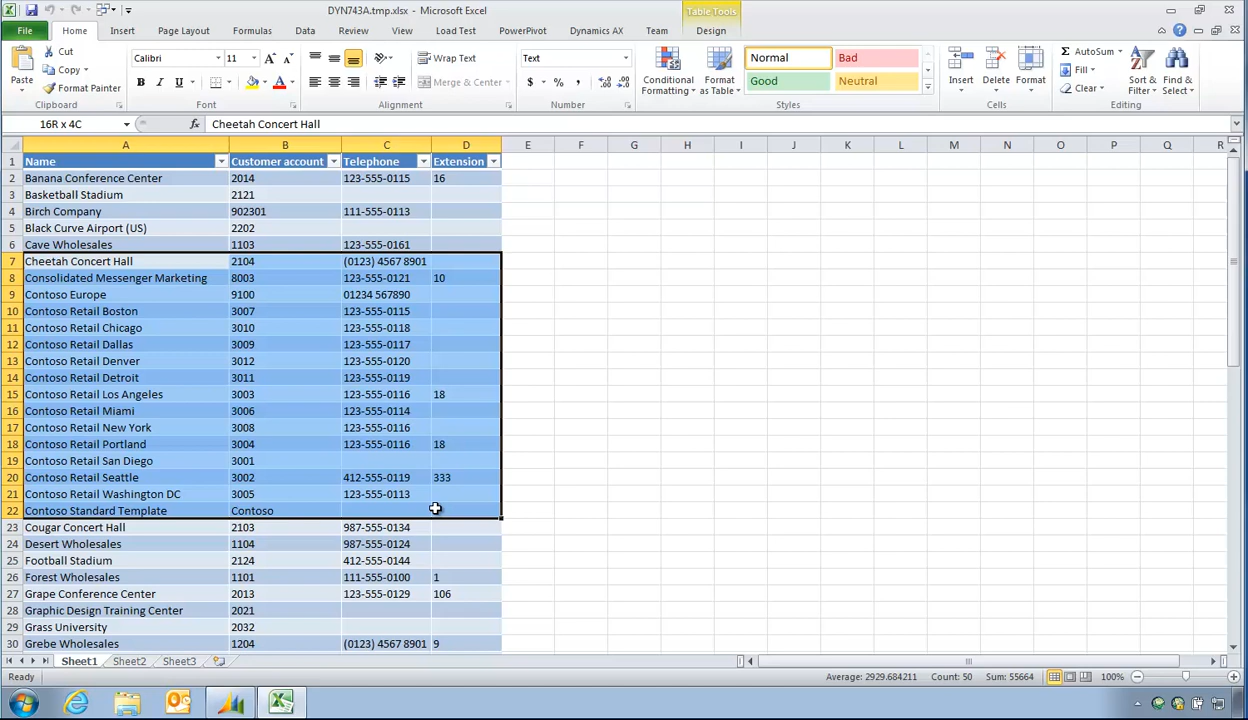 DYN743A.tmp.xlsx - Microsoft Excel
Table Tools
File Home Insert Page Layout Formulas Data Review View Load Test PowerPivot Dynamics AX Team Design
Paste
Cut
Copy
Format Painter
Calibri 11
B I U
Wrap Text
Merge & Center
Text
$ % ,
Conditional Formatting
Format as Table
Normal Bad
Good Neutral
Insert Delete Format
AutoSum
Fill
Clear
Sort & Filter
Find & Select
Clipboard Font Alignment Number Styles Cells Editing
16R x 4C fx Cheetah Concert Hall
A B C D E F G H I J K L M N O P Q R
1 Name Customer account Telephone Extension
2 Banana Conference Center 2014 123-555-0115 16
3 Basketball Stadium 2121
4 Birch Company 902301 111-555-0113
5 Black Curve Airport (US) 2202
6 Cave Wholesales 1103 123-555-0161
7 Cheetah Concert Hall 2104 (0123) 4567 8901
8 Consolidated Messenger Marketing 8003 123-555-0121 10
9 Contoso Europe 9100 01234 567890
10 Contoso Retail Boston 3007 123-555-0115
11 Contoso Retail Chicago 3010 123-555-0118
12 Contoso Retail Dallas 3009 123-555-0117
13 Contoso Retail Denver 3012 123-555-0120
14 Contoso Retail Detroit 3011 123-555-0119
15 Contoso Retail Los Angeles 3003 123-555-0116 18
16 Contoso Retail Miami 3006 123-555-0114
17 Contoso Retail New York 3008 123-555-0116
18 Contoso Retail Portland 3004 123-555-0116 18
19 Contoso Retail San Diego 3001
20 Contoso Retail Seattle 3002 412-555-0119 333
21 Contoso Retail Washington DC 3005 123-555-0113
22 Contoso Standard Template Contoso
23 Cougar Concert Hall 2103 987-555-0134
24 Desert Wholesales 1104 987-555-0124
25 Football Stadium 2124 412-555-0144
26 Forest Wholesales 1101 111-555-0100 1
27 Grape Conference Center 2013 123-555-0129 106
28 Graphic Design Training Center 2021
29 Grass University 2032
30 Grebe Wholesales 1204 (0123) 4567 8901 9
Sheet1 Sheet2 Sheet3
Ready Average: 2929.684211 Count: 50 Sum: 55664 100%